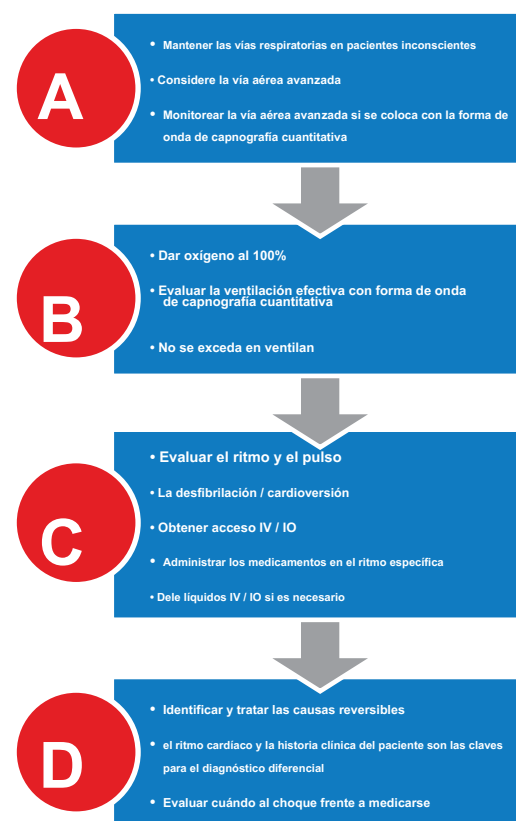 A
• Mantener las vías respiratorias en pacientes inconscientes
• Considere la vía aérea avanzada
• Monitorear la vía aérea avanzada si se coloca con la forma de
onda de capnografía cuantitativa
B
• Dar oxígeno al 100%
• Evaluar la ventilación efectiva con forma de onda
de capnografía cuantitativa
• No se exceda en ventilan
C
• Evaluar el ritmo y el pulso
• La desfibrilación / cardioversión
• Obtener acceso IV / IO
• Administrar los medicamentos en el ritmo específica
• Dele líquidos IV / IO si es necesario
D
• Identificar y tratar las causas reversibles
• el ritmo cardíaco y la historia clínica del paciente son las claves
para el diagnóstico diferencial
• Evaluar cuándo al choque frente a medicarse